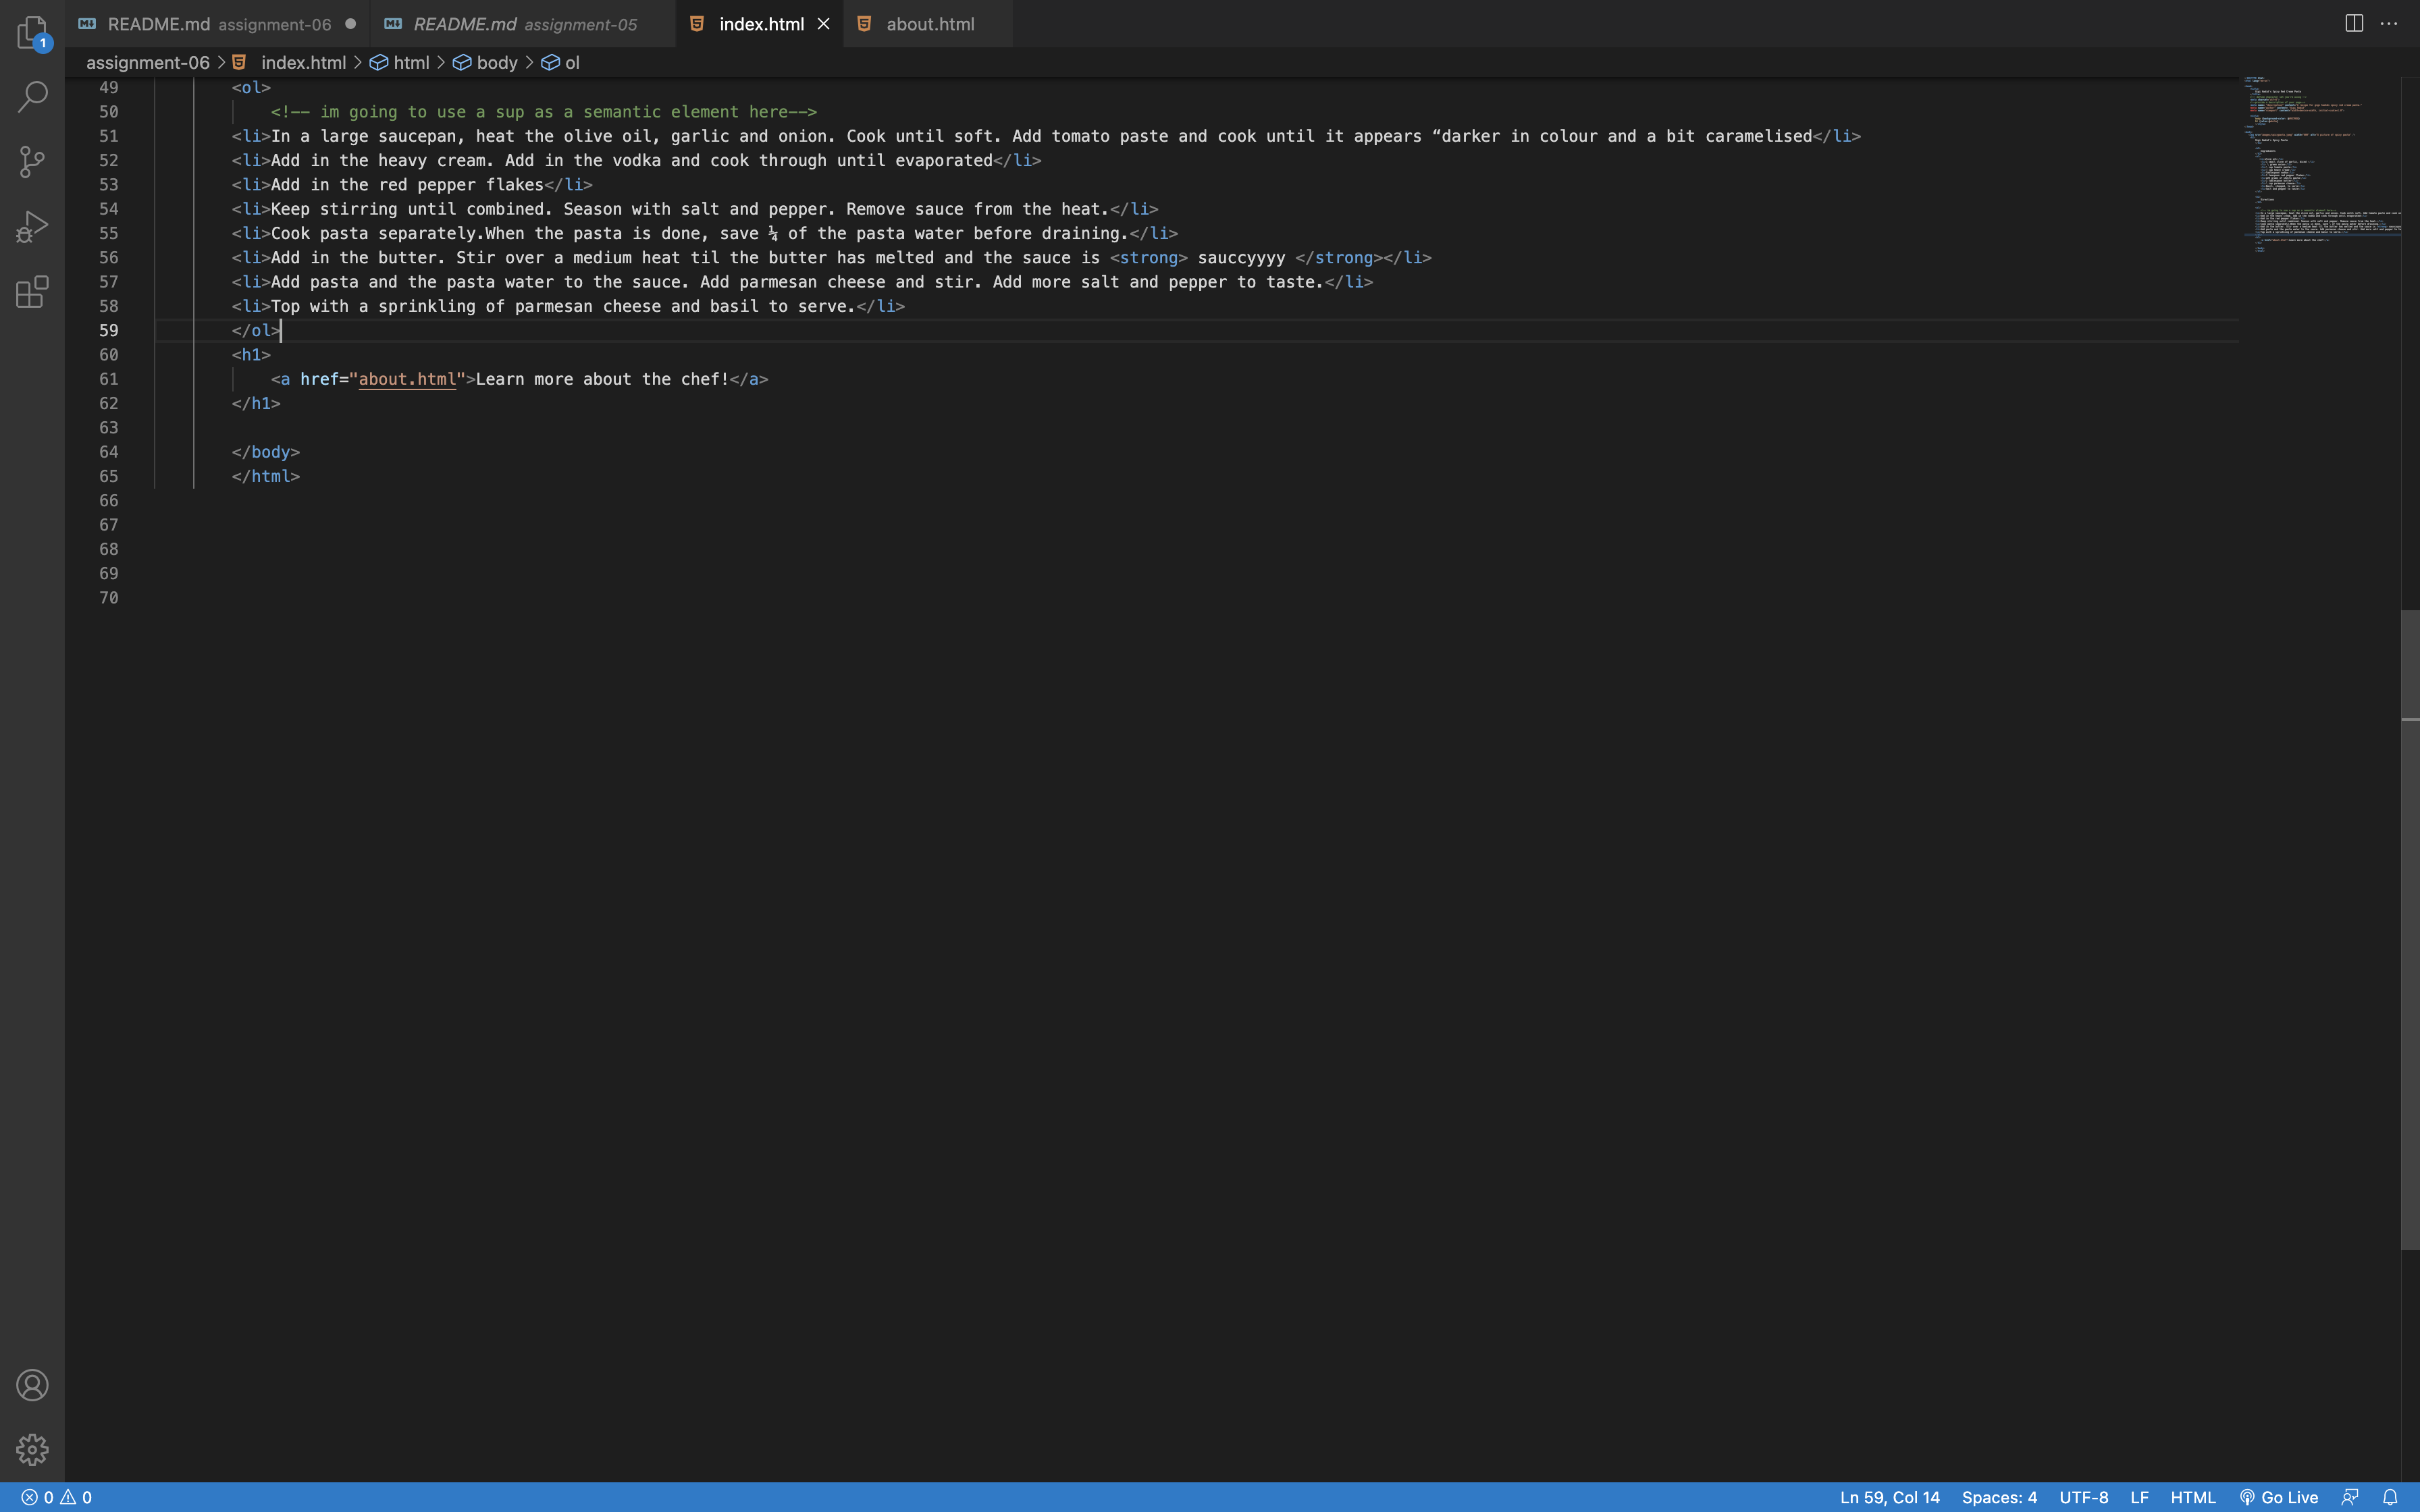 README.md assignment-06
README.md assignment-05
index.html
about.html
1
assignment-06 > index.html > html > body > ol
49 <ol>
50 <!-- im going to use a sup as a semantic element here-->
51 <li>In a large saucepan, heat the olive oil, garlic and onion. Cook until soft. Add tomato paste and cook until it appears “darker in colour and a bit caramelised</li>
52 <li>Add in the heavy cream. Add in the vodka and cook through until evaporated</li>
53 <li>Add in the red pepper flakes</li>
54 <li>Keep stirring until combined. Season with salt and pepper. Remove sauce from the heat.</li>
55 <li>Cook pasta separately.When the pasta is done, save ¼ of the pasta water before draining.</li>
56 <li>Add in the butter. Stir over a medium heat til the butter has melted and the sauce is <strong> sauccyyyy </strong></li>
57 <li>Add pasta and the pasta water to the sauce. Add parmesan cheese and stir. Add more salt and pepper to taste.</li>
58 <li>Top with a sprinkling of parmesan cheese and basil to serve.</li>
59 </ol>
60 <h1>
61 <a href="about.html">Learn more about the chef!</a>
62 </h1>
63
64 </body>
65 </html>
66
67
68
69
70
0 0
Ln 59, Col 14 Spaces: 4 UTF-8 LF HTML Go Live